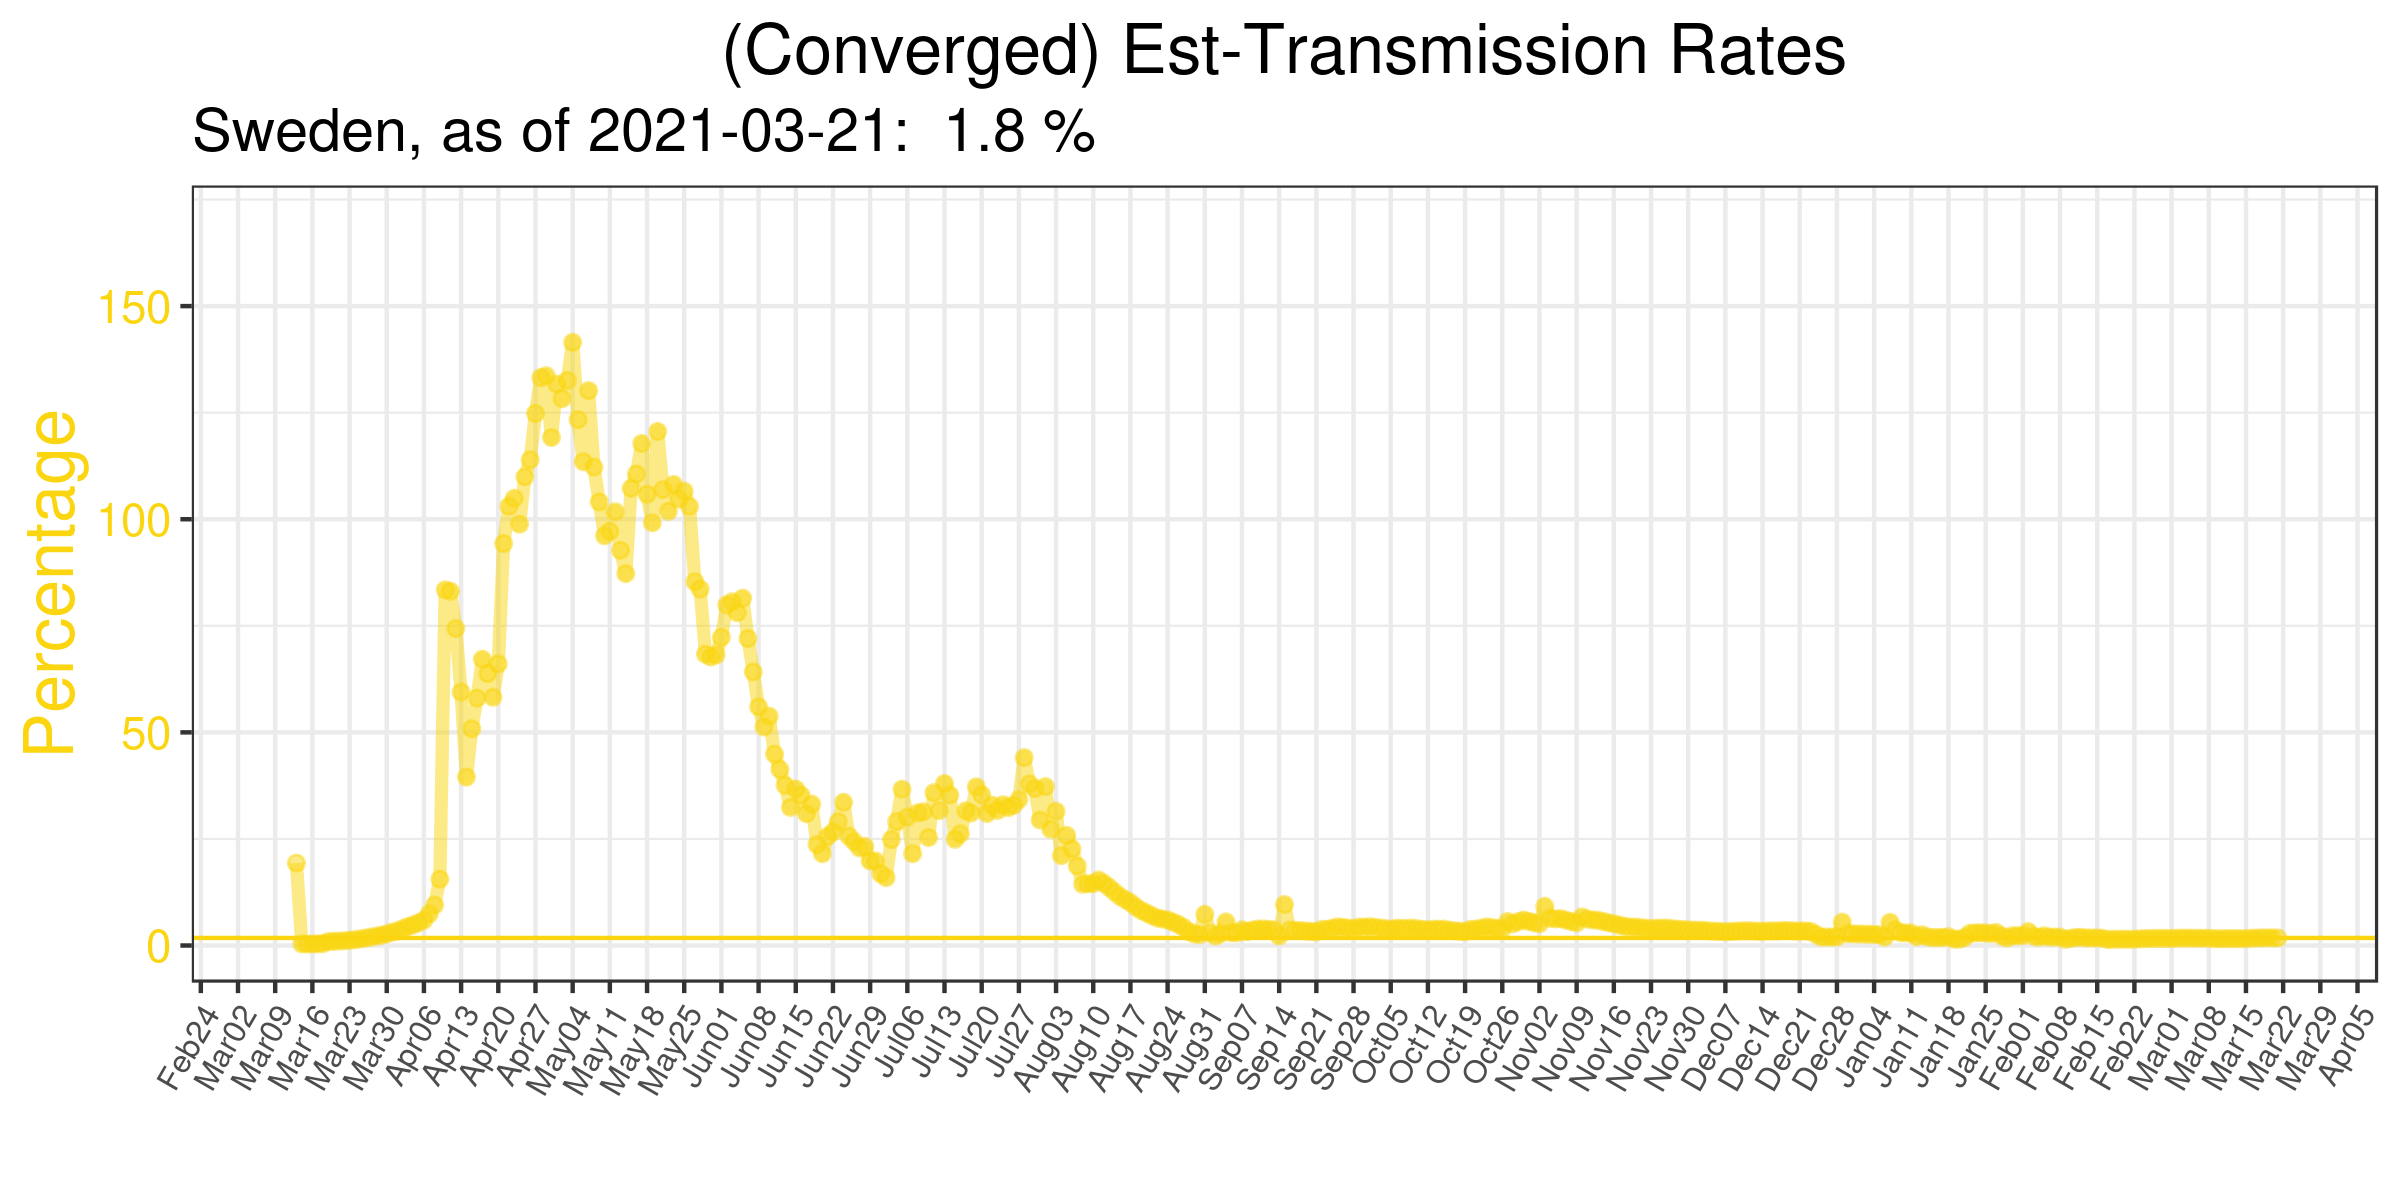 (Converged) Est-Transmission Rates
Sweden, as of 2021-03-21:  1.8 %
Percentage
150
100
50
0
Feb24 Mar02 Mar09 Mar16 Mar23 Mar30 Apr06 Apr13 Apr20 Apr27 May04 May11 May18 May25 Jun01 Jun08 Jun15 Jun22 Jun29 Jul06 Jul13 Jul20 Jul27 Aug03 Aug10 Aug17 Aug24 Aug31 Sep07 Sep14 Sep21 Sep28 Oct05 Oct12 Oct19 Oct26 Nov02 Nov09 Nov16 Nov23 Nov30 Dec07 Dec14 Dec21 Dec28 Jan04 Jan11 Jan18 Jan25 Feb01 Feb08 Feb15 Feb22 Mar01 Mar08 Mar15 Mar22 Mar29 Apr05